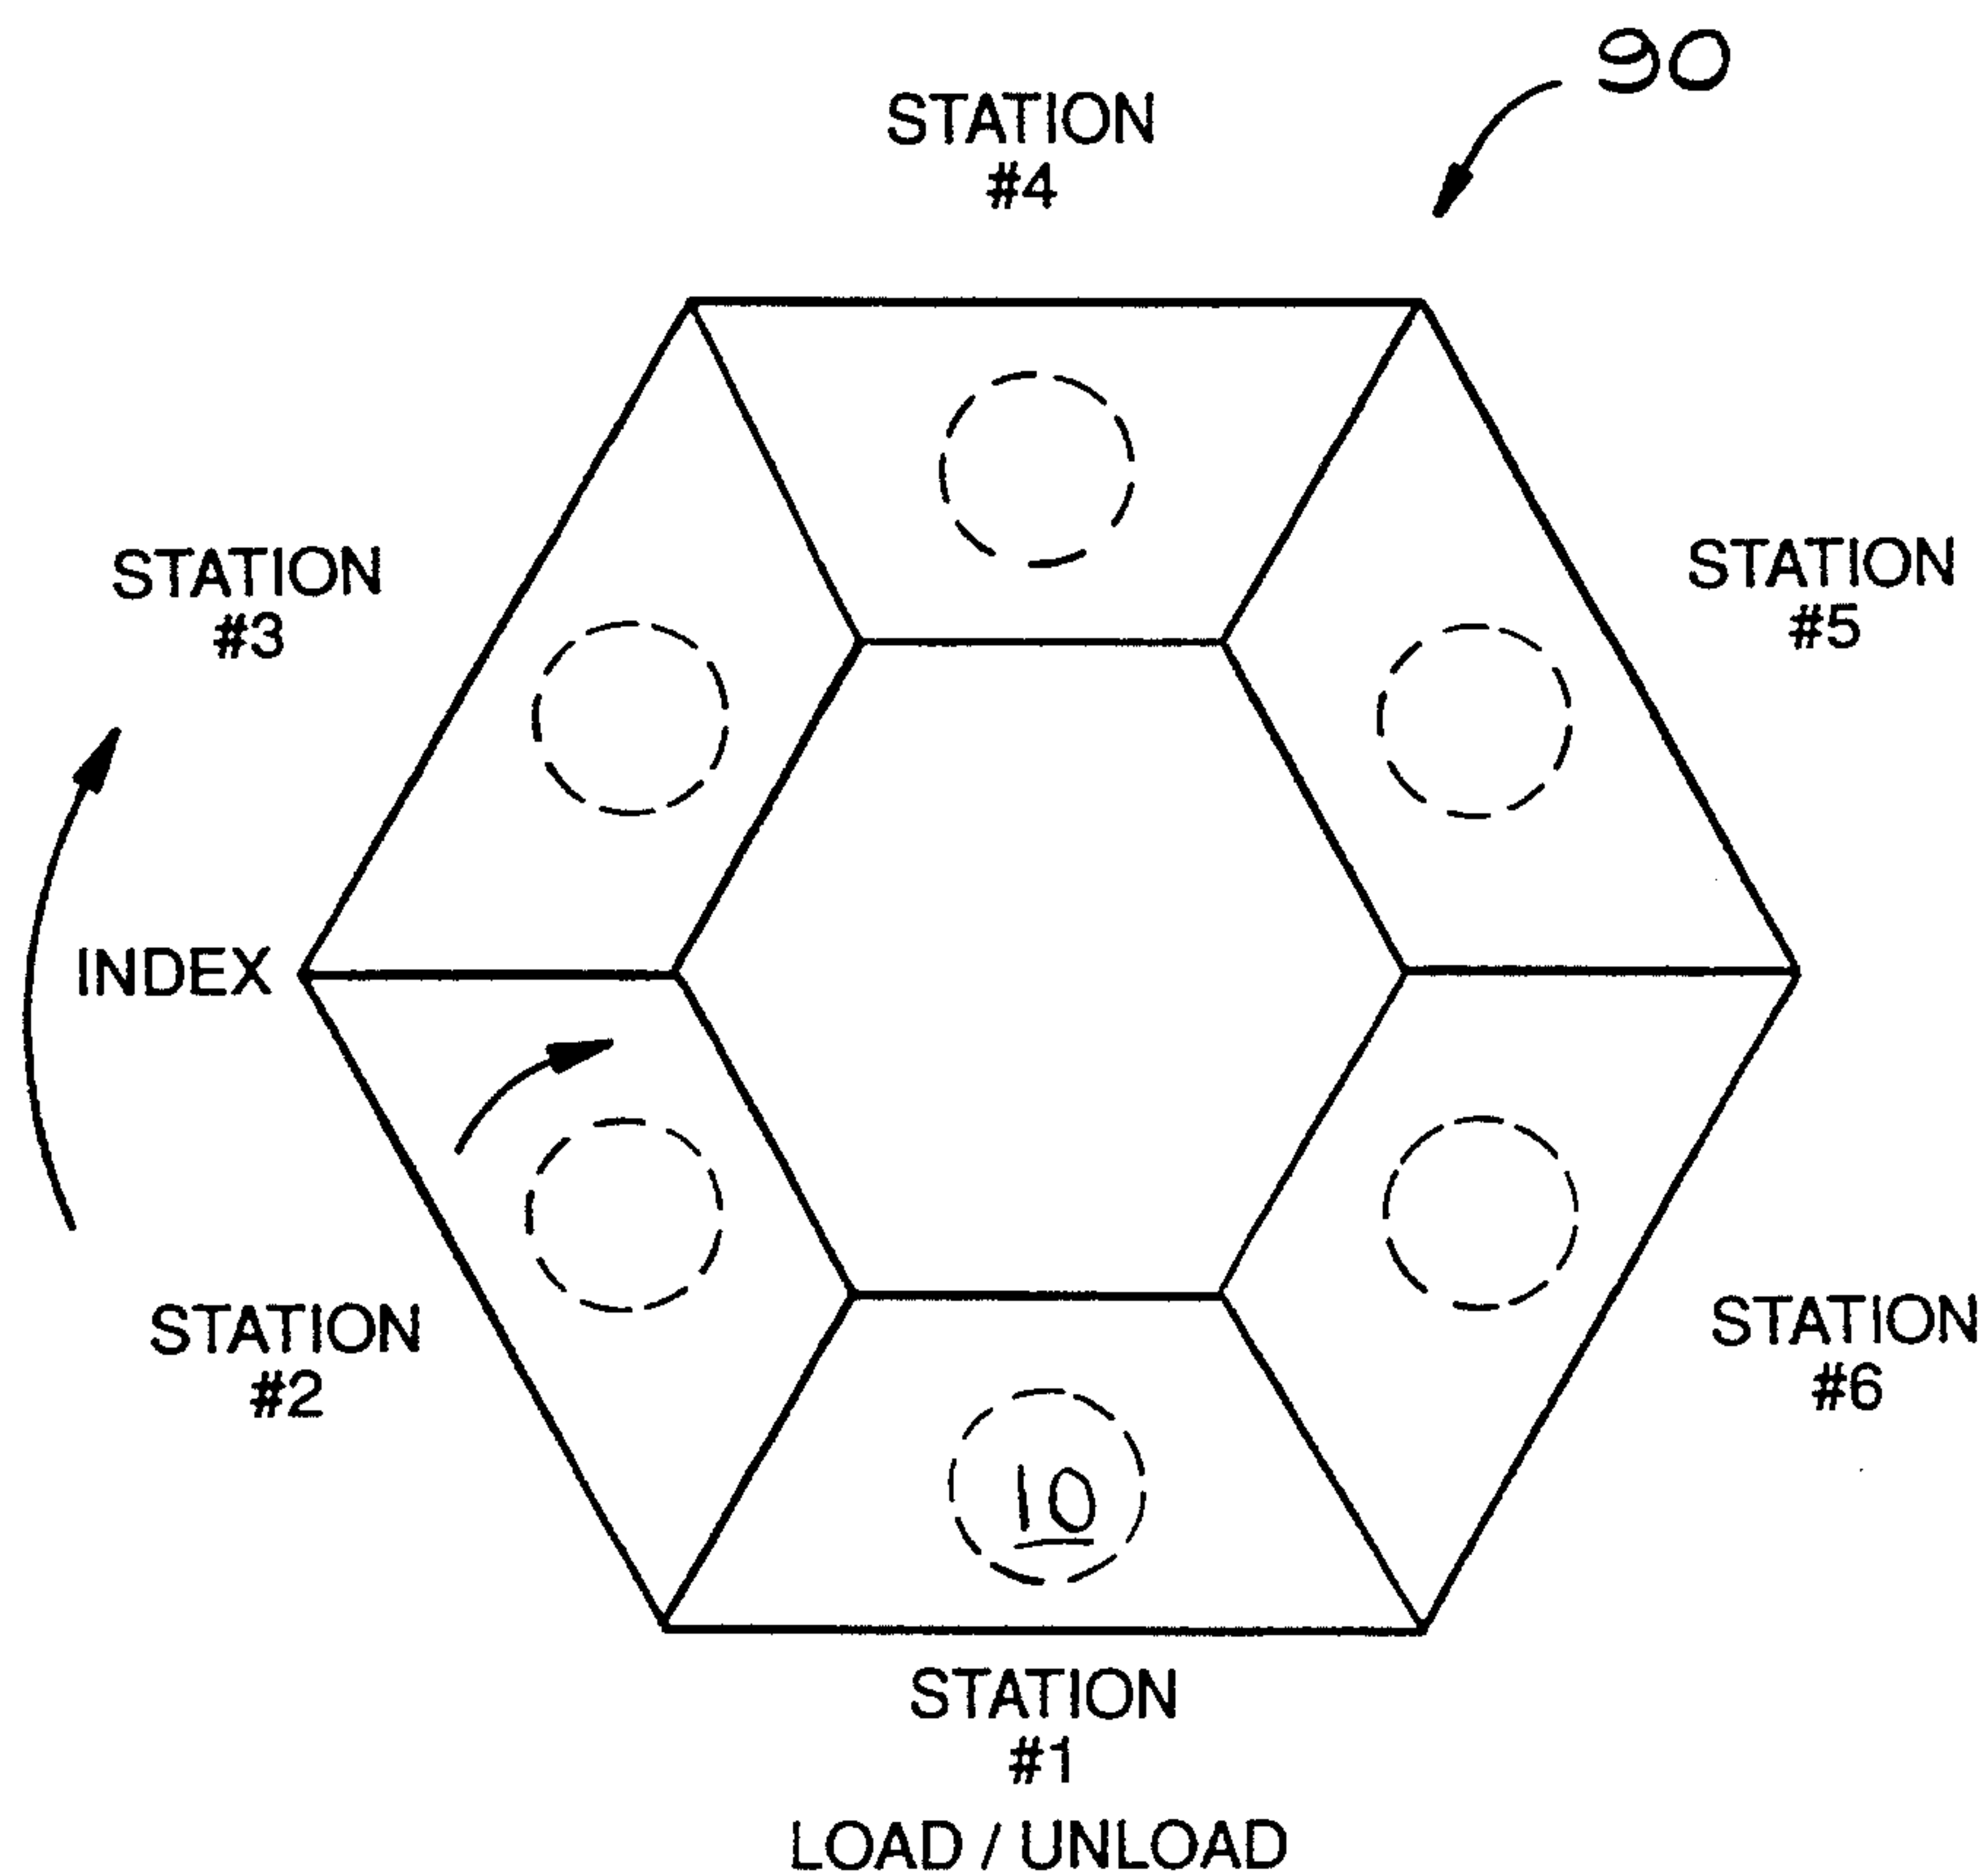 90
STATION
#4
STATION
#3
STATION
#5
INDEX
STATION
#2
STATION
#6
10
STATION
#1
LOAD / UNLOAD